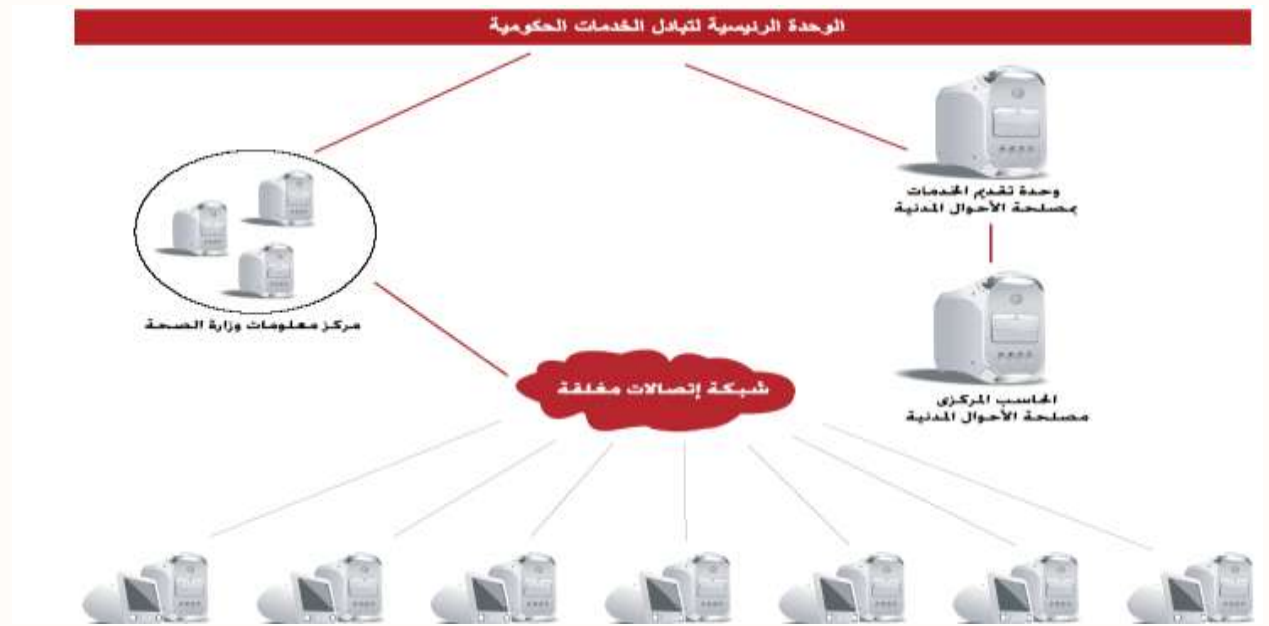 الوحدة الرئيسية لتبادل الخدمات الحكومية
وحدة تقديم الخدمات
بمصلحة الأحوال المدنية
مركز معلومات وزارة الصحة
شبكة إتصالات مغلقة
الحاسب المركزى
مصلحة الأحوال المدنية